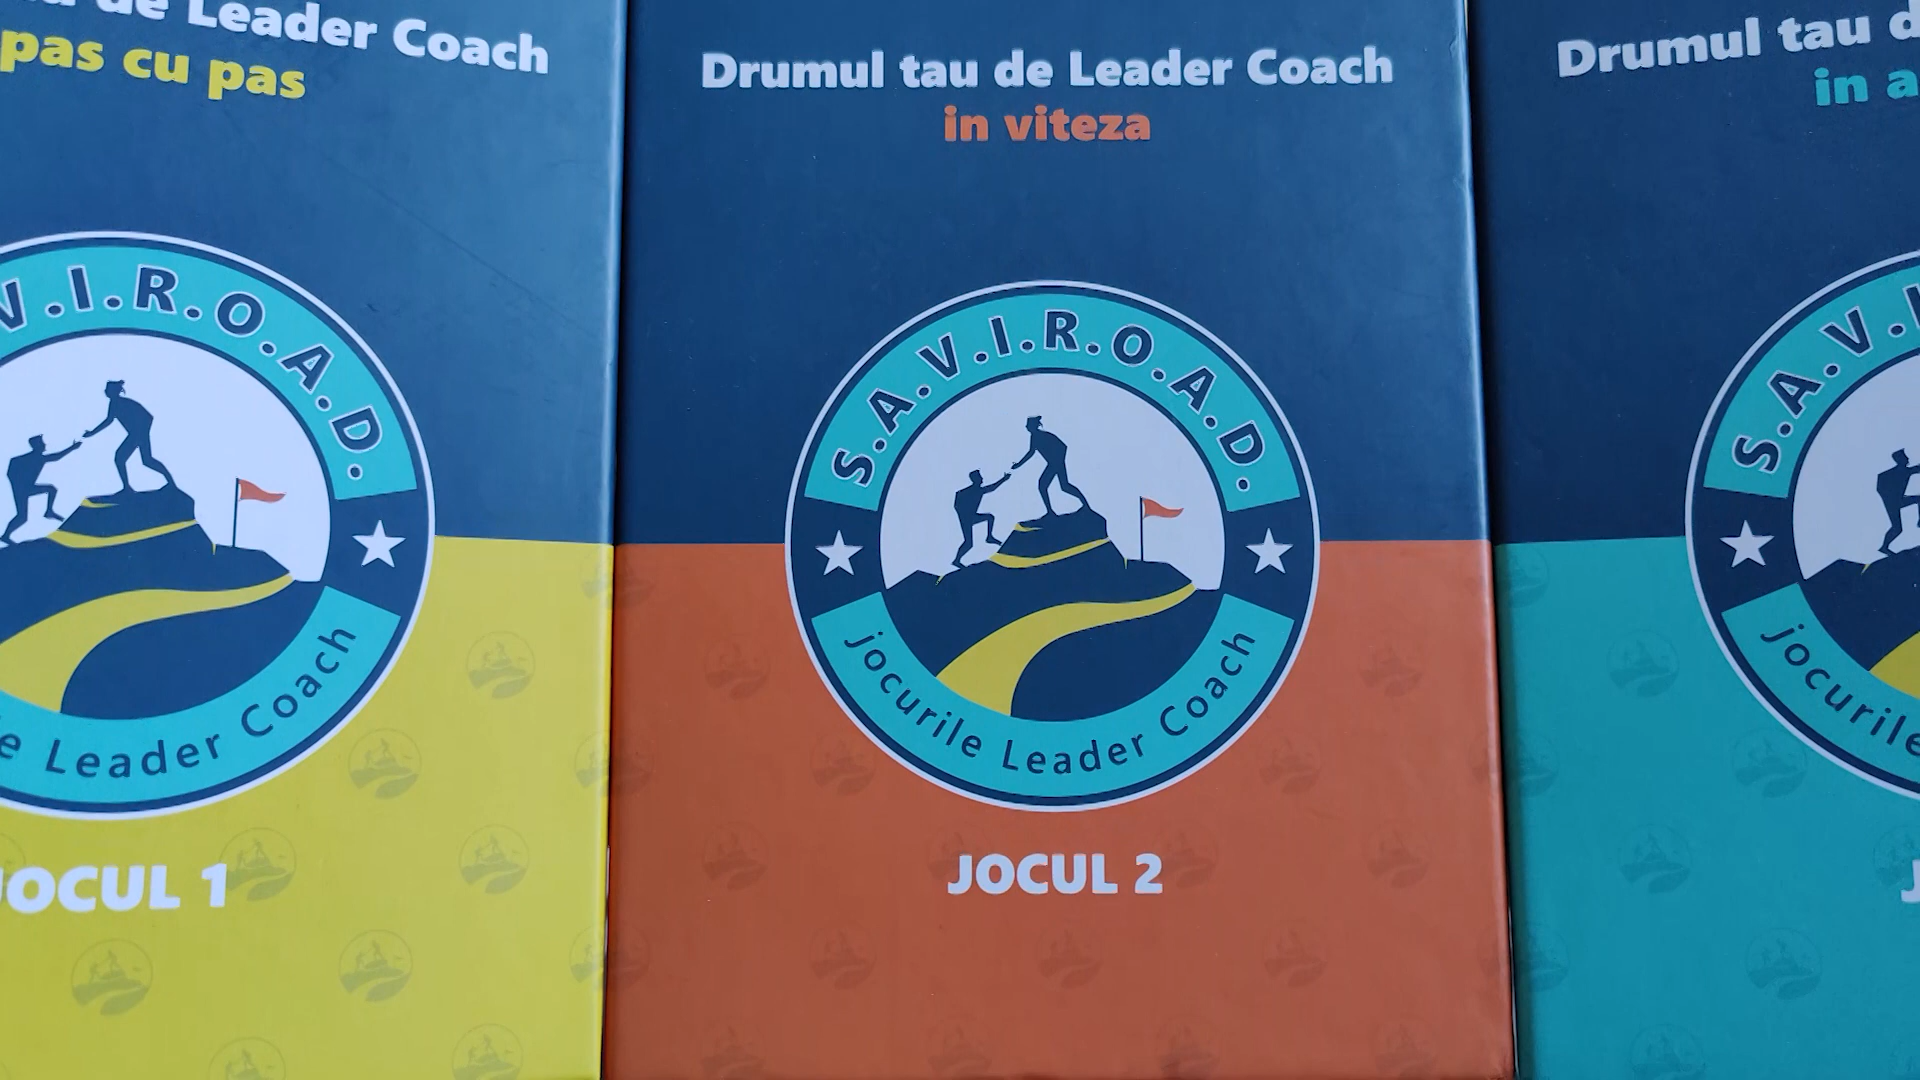 de Leader Coach
pas cu pas
V.I.R.O.A.D.
Leader Coach
JOCUL 1
Drumul tau de Leader Coach
in viteza
S.A.V.I.R.O.A.D.
jocurile Leader Coach
JOCUL 2
Drumul tau
in
S.A.V.
jocurile